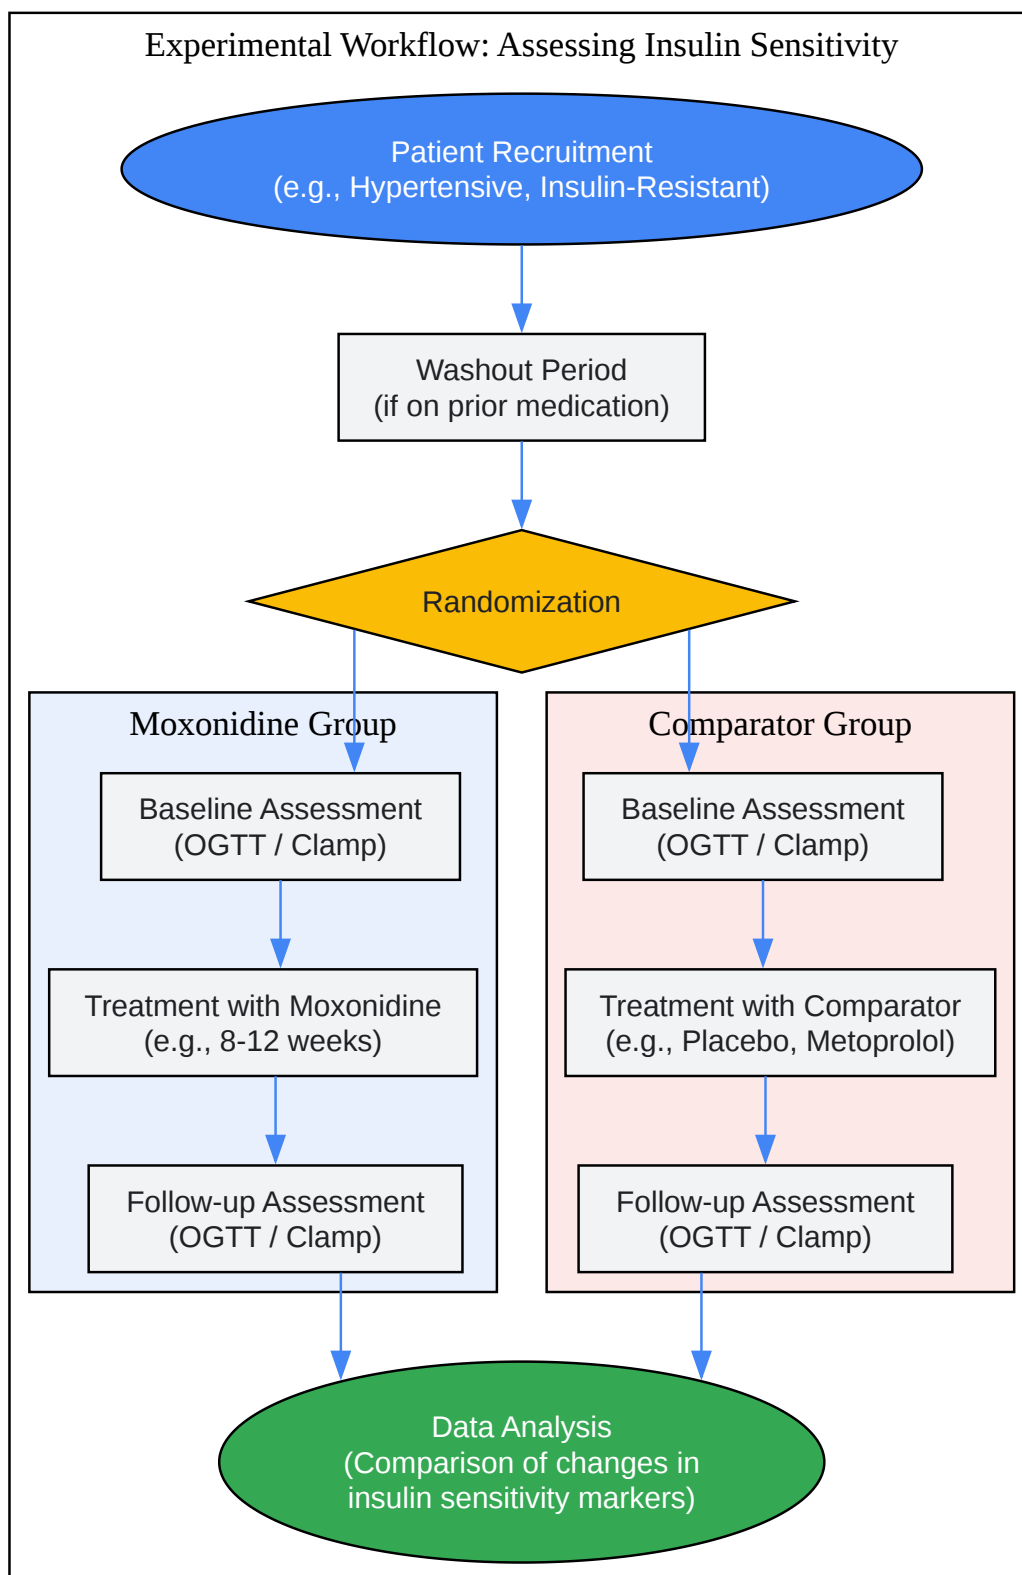 Experimental Workflow: Assessing Insulin Sensitivity
Patient Recruitment
(e.g., Hypertensive, Insulin-Resistant)
Washout Period
(if on prior medication)
Randomization
Moxonidine Group
Baseline Assessment
(OGTT / Clamp)
Treatment with Moxonidine
(e.g., 8-12 weeks)
Follow-up Assessment
(OGTT / Clamp)
Comparator Group
Baseline Assessment
(OGTT / Clamp)
Treatment with Comparator
(e.g., Placebo, Metoprolol)
Follow-up Assessment
(OGTT / Clamp)
Data Analysis
(Comparison of changes in
insulin sensitivity markers)